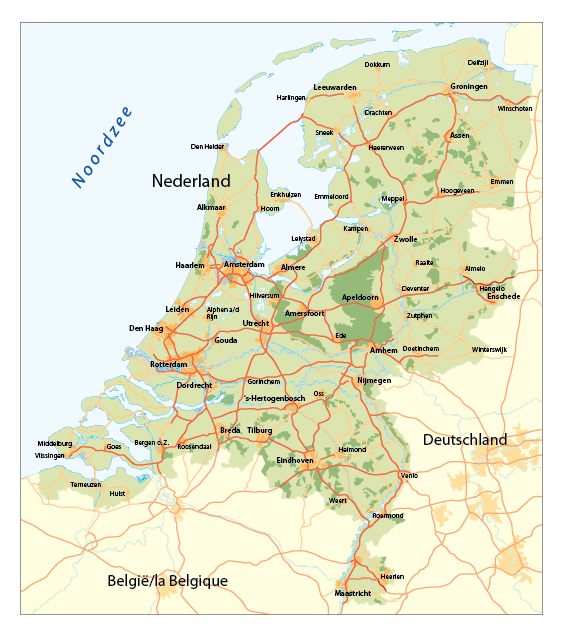 Dokkum
Delfzijl
Leeuwarden
Groningen
Harlingen
Winschoten
Drachten
Sneek
Assen
Noordzee
Den Helder
Heerenveen
Nederland
Emmen
Enkhuizen
Emmeloord
Meppel
Hoogeveen
Alkmaar
Hoorn
Kampen
Lelystad
Zwolle
Haarlem
Amsterdam
Almere
Raalte
Almelo
Hengelo
Enschede
Hilversum
Apeldoorn
Deventer
Leiden
Alphen a/d
Rijn
Amersfoort
Zutphen
Den Haag
Utrecht
Gouda
Ede
Arnhem
Doetinchem
Winterswijk
Rotterdam
Dordrecht
Gorinchem
Nijmegen
's-Hertogenbosch
Oss
Breda
Tilburg
Deutschland
Middelburg
Goes
Bergen d.Z.
Roosendaal
Vlissingen
Helmond
Eindhoven
Venlo
Terneuzen
Hulst
Weert
Roermond
België/la Belgique
Heerlen
Maastricht